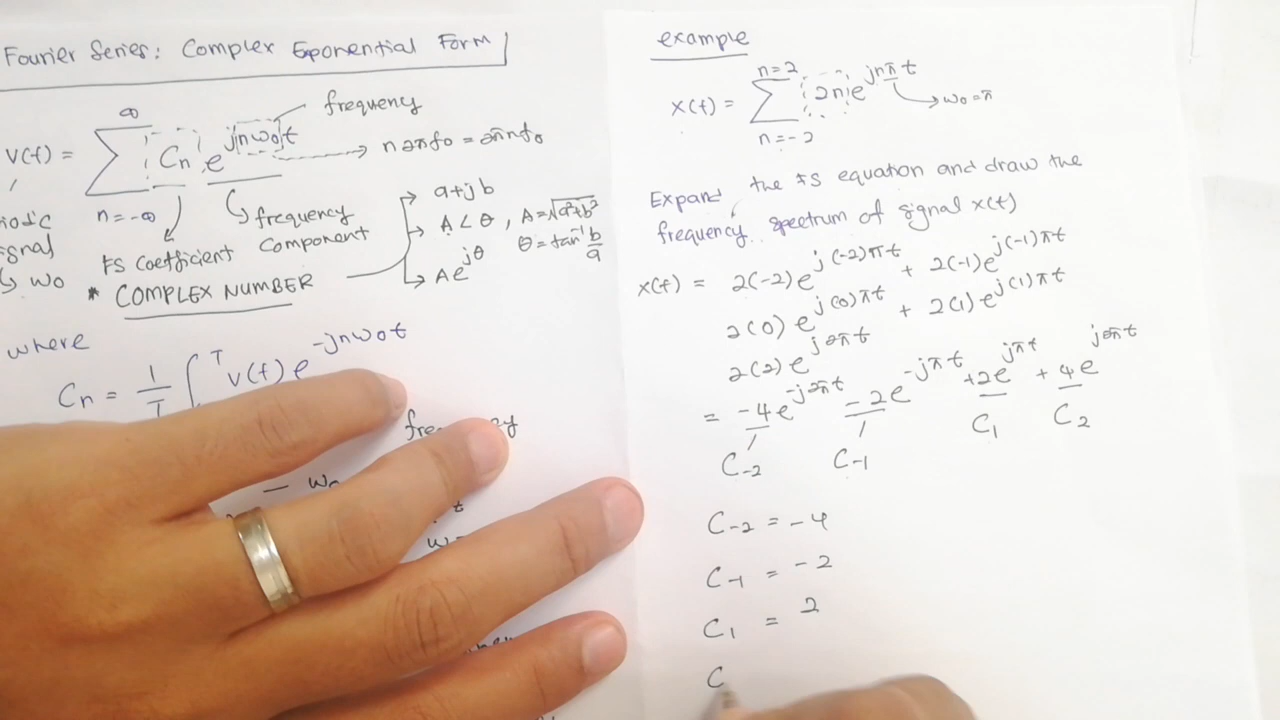 Fourier Series: Complex Exponential Form
frequency
V(t) = ∞ Σ n=-∞ Cn e^jnω0t
n2πf0 = 2πnf0
frequency
component
FS Coefficient
* COMPLEX NUMBER
a+jb
A∠θ, A=√a²+b²
θ=tan⁻¹ b/a
Ae^jθ
ω0
where
Cn = 1/T ∫ᵀ v(t) e^-jnω0t
example
x(t) = n=2 Σ n=-2 2n e^jnπt
ω0=π
Expand the FS equation and draw the
frequency spectrum of signal x(t)
x(t) = 2(-2)e^j(-2)πt + 2(-1)e^j(-1)πt
2(0)e^j(0)πt + 2(1)e^j(1)πt
2(2)e^j2πt
= -4e^-j2πt -2e^-jπt +2e^jπt + 4e^j2πt
C-2 C-1 C1 C2
C-2 = -4
C-1 = -2
C1 = 2
C